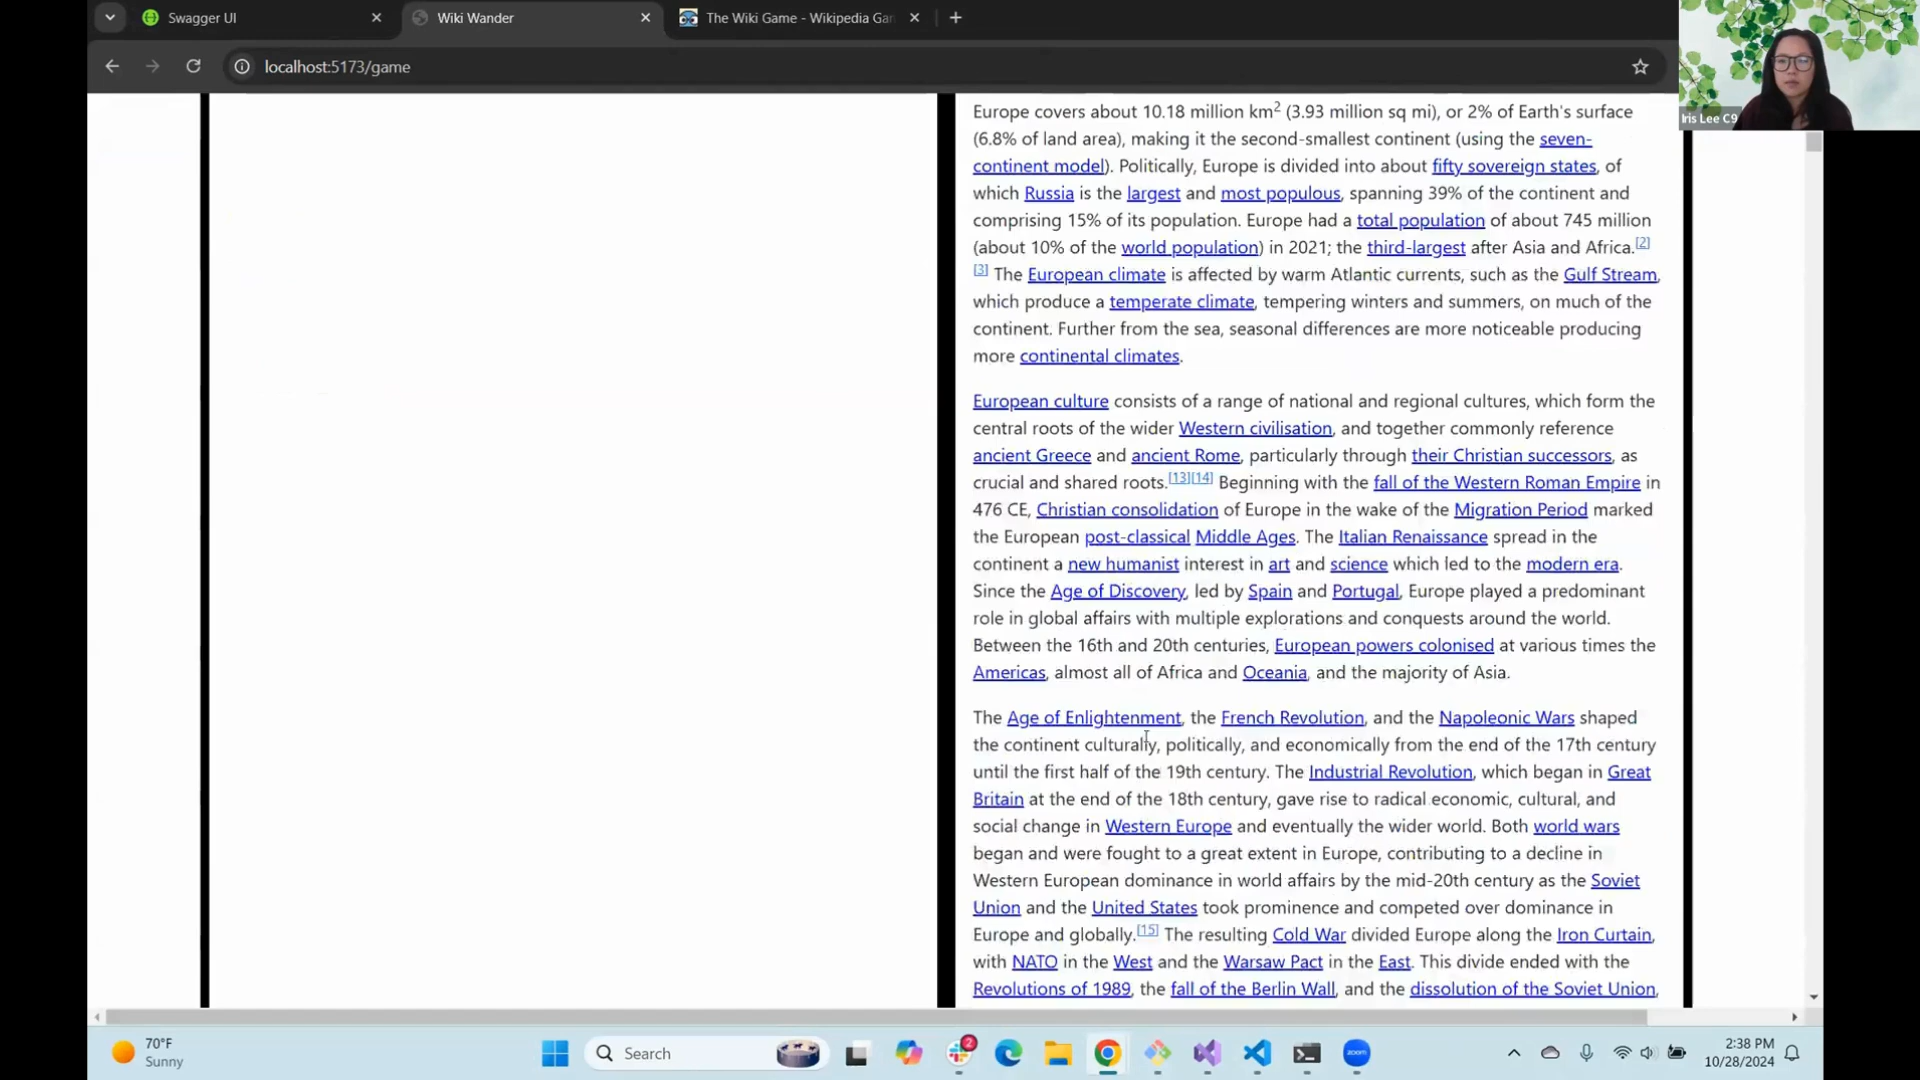 Swagger UI
Wiki Wander
The Wiki Game - Wikipedia Gar
localhost:5173/game
Iris Lee C9
Europe covers about 10.18 million km2 (3.93 million sq mi), or 2% of Earth's surface
(6.8% of land area), making it the second-smallest continent (using the seven-
continent model). Politically, Europe is divided into about fifty sovereign states, of
which Russia is the largest and most populous, spanning 39% of the continent and
comprising 15% of its population. Europe had a total population of about 745 million
(about 10% of the world population) in 2021; the third-largest after Asia and Africa.[2]
[3] The European climate is affected by warm Atlantic currents, such as the Gulf Stream,
which produce a temperate climate, tempering winters and summers, on much of the
continent. Further from the sea, seasonal differences are more noticeable producing
more continental climates.
European culture consists of a range of national and regional cultures, which form the
central roots of the wider Western civilisation, and together commonly reference
ancient Greece and ancient Rome, particularly through their Christian successors, as
crucial and shared roots.[13][14] Beginning with the fall of the Western Roman Empire in
476 CE, Christian consolidation of Europe in the wake of the Migration Period marked
the European post-classical Middle Ages. The Italian Renaissance spread in the
continent a new humanist interest in art and science which led to the modern era.
Since the Age of Discovery, led by Spain and Portugal, Europe played a predominant
role in global affairs with multiple explorations and conquests around the world.
Between the 16th and 20th centuries, European powers colonised at various times the
Americas, almost all of Africa and Oceania, and the majority of Asia.
The Age of Enlightenment, the French Revolution, and the Napoleonic Wars shaped
the continent culturally, politically, and economically from the end of the 17th century
until the first half of the 19th century. The Industrial Revolution, which began in Great
Britain at the end of the 18th century, gave rise to radical economic, cultural, and
social change in Western Europe and eventually the wider world. Both world wars
began and were fought to a great extent in Europe, contributing to a decline in
Western European dominance in world affairs by the mid-20th century as the Soviet
Union and the United States took prominence and competed over dominance in
Europe and globally.[15] The resulting Cold War divided Europe along the Iron Curtain,
with NATO in the West and the Warsaw Pact in the East. This divide ended with the
Revolutions of 1989, the fall of the Berlin Wall, and the dissolution of the Soviet Union,
70°F
Sunny
Search
2
zoom
2:38 PM
10/28/2024